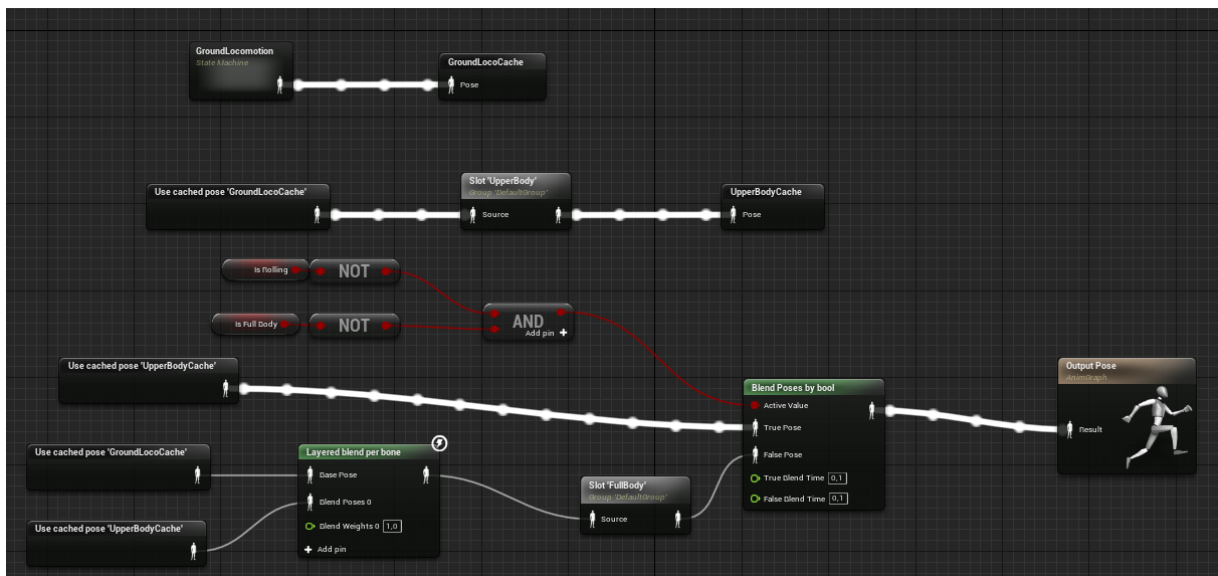 GroundLocomotion
State Machine
GroundLocoCache
Pose
Use cached pose 'GroundLocoCache'
Slot 'UpperBody'
Group 'DefaultGroup'
Source
UpperBodyCache
Pose
Is Rolling
NOT
Is Full Body
NOT
AND
Add pin
Use cached pose 'UpperBodyCache'
Blend Poses by bool
Active Value
True Pose
False Pose
True Blend Time 0,1
False Blend Time 0,1
Output Pose
AnimGraph
Result
Use cached pose 'GroundLocoCache'
Layered blend per bone
Base Pose
Blend Poses 0
Blend Weights 0 1,0
Add pin
Slot 'FullBody'
Group 'DefaultGroup'
Source
Use cached pose 'UpperBodyCache'